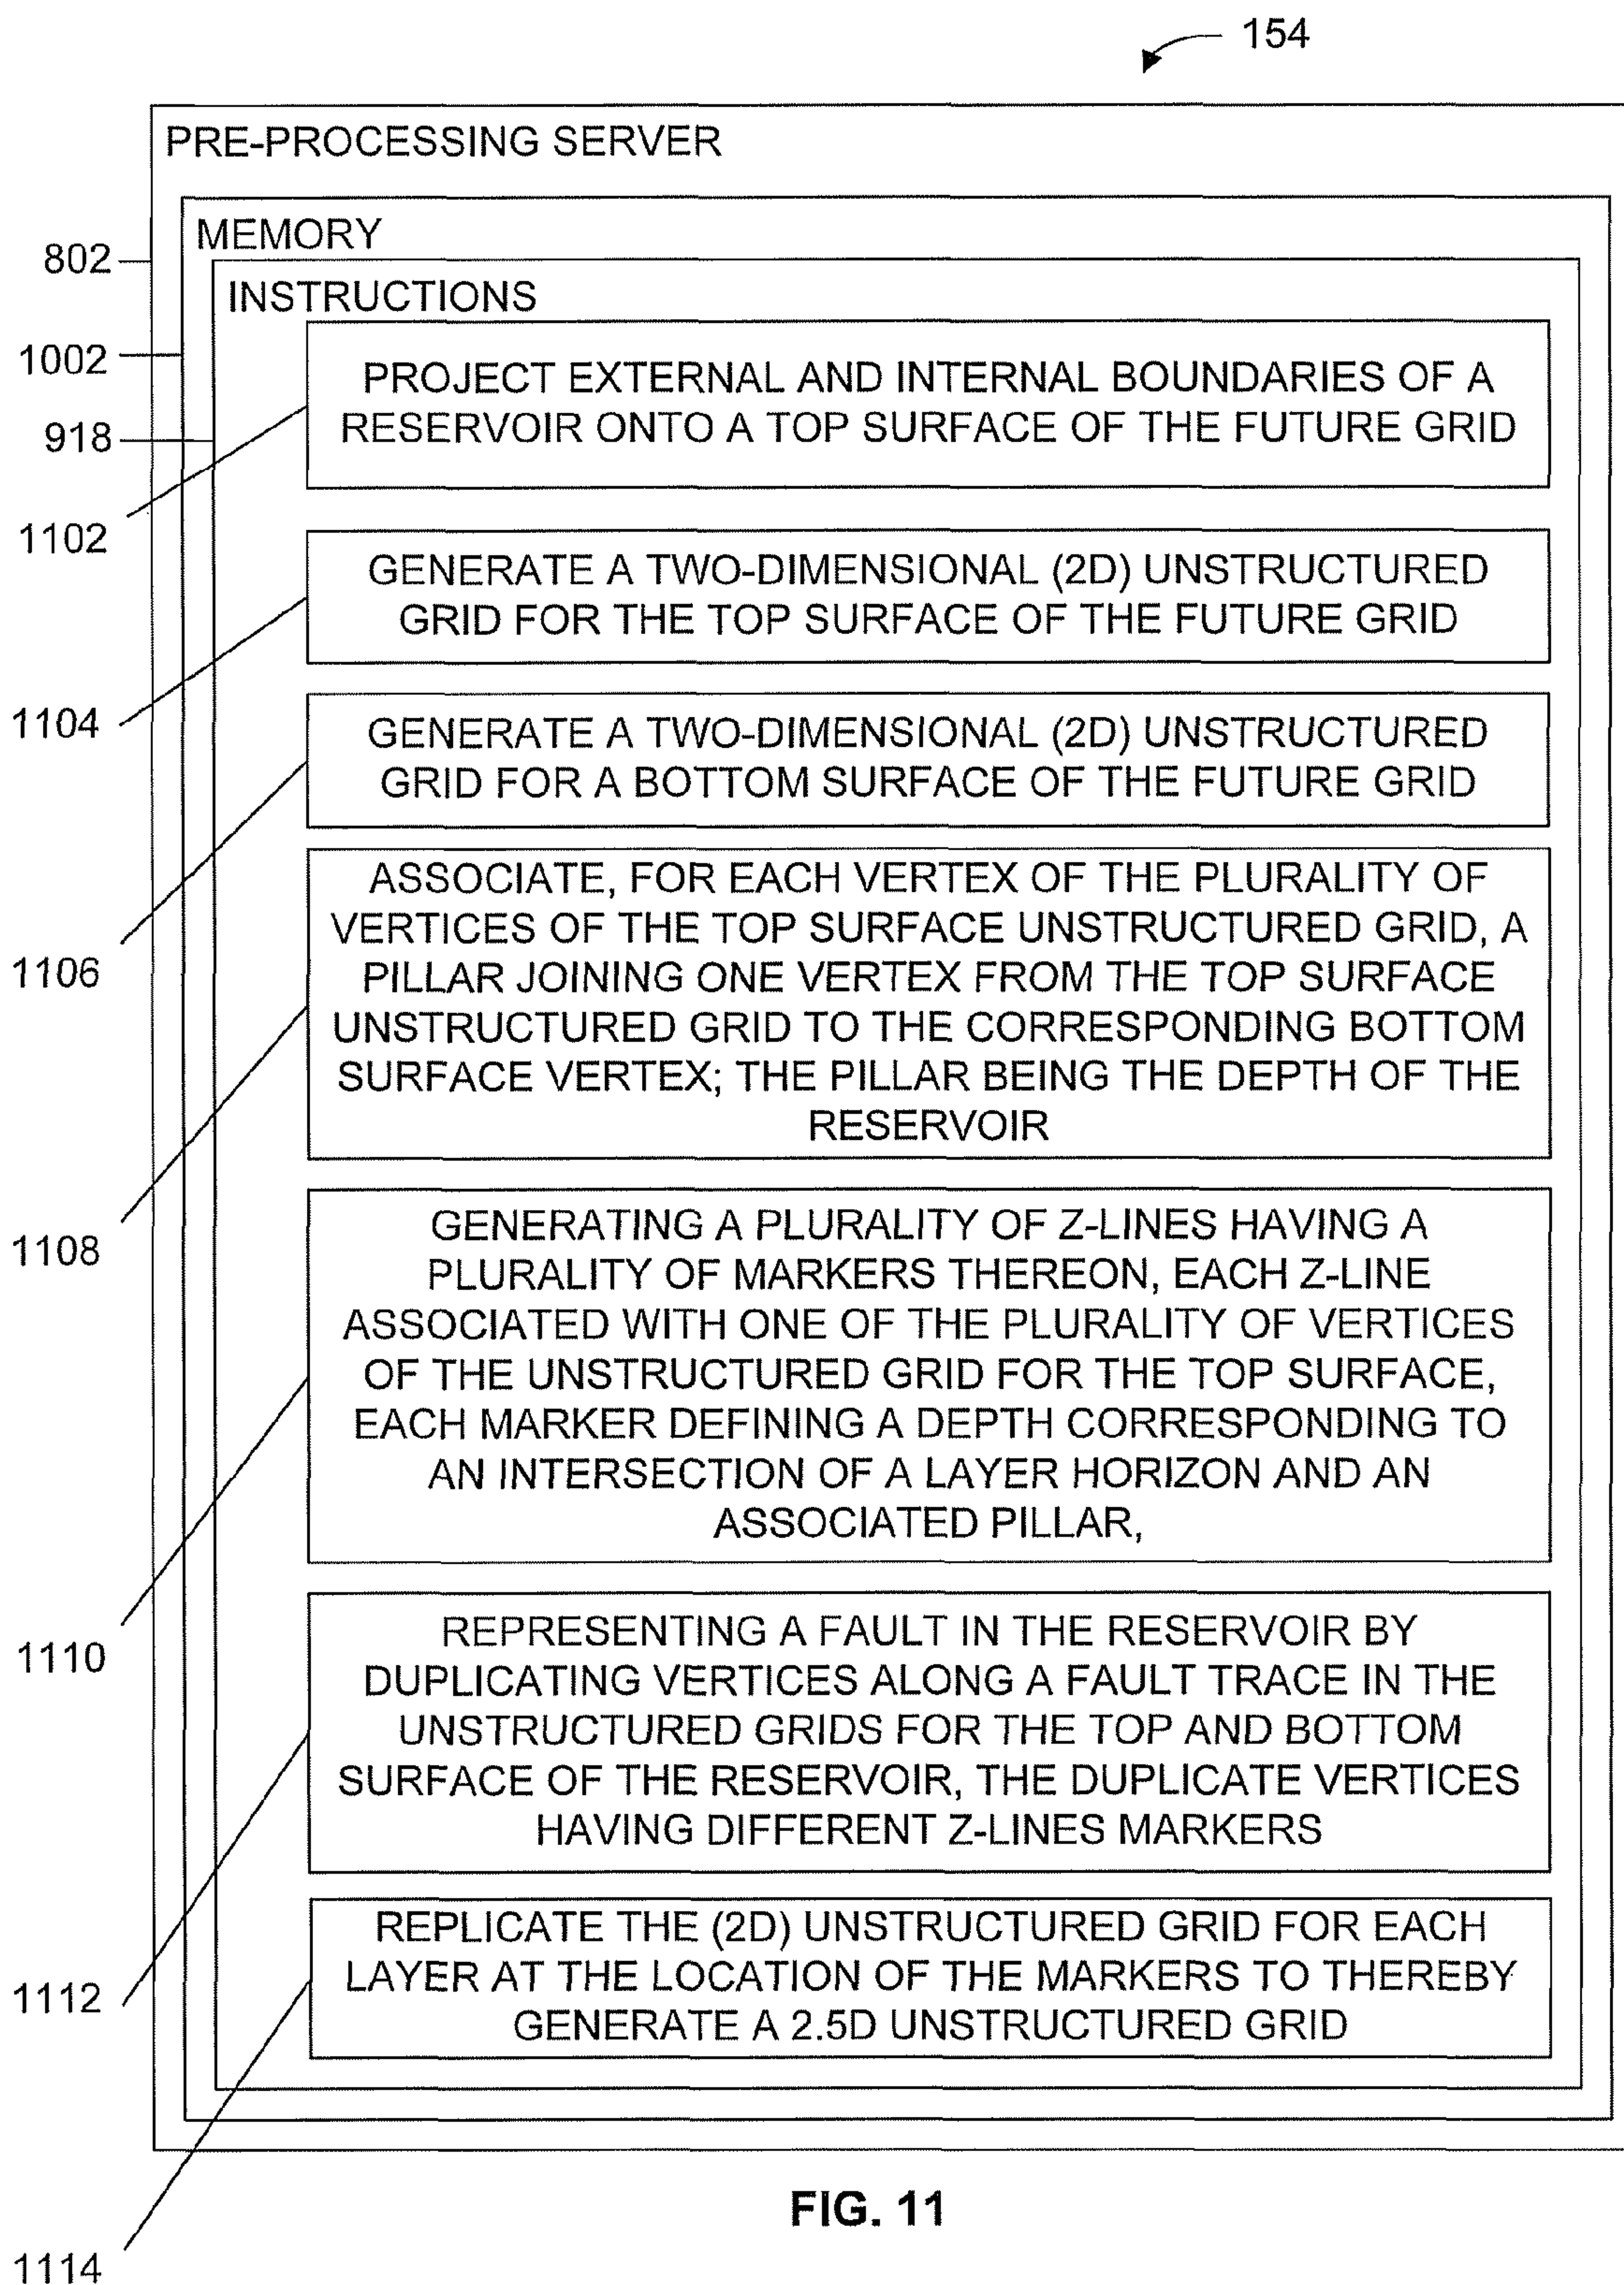 154
PRE-PROCESSING SERVER
MEMORY
802
INSTRUCTIONS
1002
PROJECT EXTERNAL AND INTERNAL BOUNDARIES OF A
RESERVOIR ONTO A TOP SURFACE OF THE FUTURE GRID
918
1102
GENERATE A TWO-DIMENSIONAL (2D) UNSTRUCTURED
GRID FOR THE TOP SURFACE OF THE FUTURE GRID
1104
GENERATE A TWO-DIMENSIONAL (2D) UNSTRUCTURED
GRID FOR A BOTTOM SURFACE OF THE FUTURE GRID
1106
ASSOCIATE, FOR EACH VERTEX OF THE PLURALITY OF
VERTICES OF THE TOP SURFACE UNSTRUCTURED GRID, A
PILLAR JOINING ONE VERTEX FROM THE TOP SURFACE
UNSTRUCTURED GRID TO THE CORRESPONDING BOTTOM
SURFACE VERTEX; THE PILLAR BEING THE DEPTH OF THE
RESERVOIR
1108
GENERATING A PLURALITY OF Z-LINES HAVING A
PLURALITY OF MARKERS THEREON, EACH Z-LINE
ASSOCIATED WITH ONE OF THE PLURALITY OF VERTICES
OF THE UNSTRUCTURED GRID FOR THE TOP SURFACE,
EACH MARKER DEFINING A DEPTH CORRESPONDING TO
AN INTERSECTION OF A LAYER HORIZON AND AN
ASSOCIATED PILLAR,
1110
REPRESENTING A FAULT IN THE RESERVOIR BY
DUPLICATING VERTICES ALONG A FAULT TRACE IN THE
UNSTRUCTURED GRIDS FOR THE TOP AND BOTTOM
SURFACE OF THE RESERVOIR, THE DUPLICATE VERTICES
HAVING DIFFERENT Z-LINES MARKERS
1112
REPLICATE THE (2D) UNSTRUCTURED GRID FOR EACH
LAYER AT THE LOCATION OF THE MARKERS TO THEREBY
GENERATE A 2.5D UNSTRUCTURED GRID
1114
FIG. 11